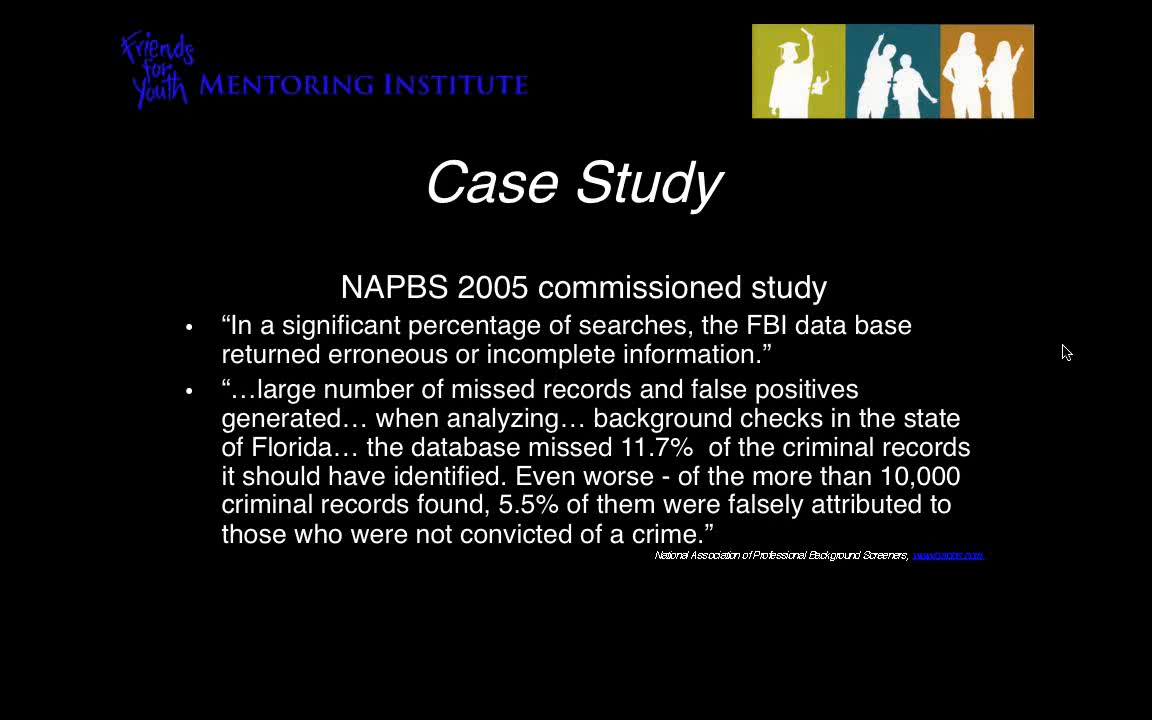 Friends
for
Youth
MENTORING INSTITUTE
Case Study
NAPBS 2005 commissioned study
• “In a significant percentage of searches, the FBI data base
returned erroneous or incomplete information.”
• “…large number of missed records and false positives
generated… when analyzing… background checks in the state
of Florida… the database missed 11.7%  of the criminal records
it should have identified. Even worse - of the more than 10,000
criminal records found, 5.5% of them were falsely attributed to
those who were not convicted of a crime.”
National Association of Professional Background Screeners, www.napbs.com.